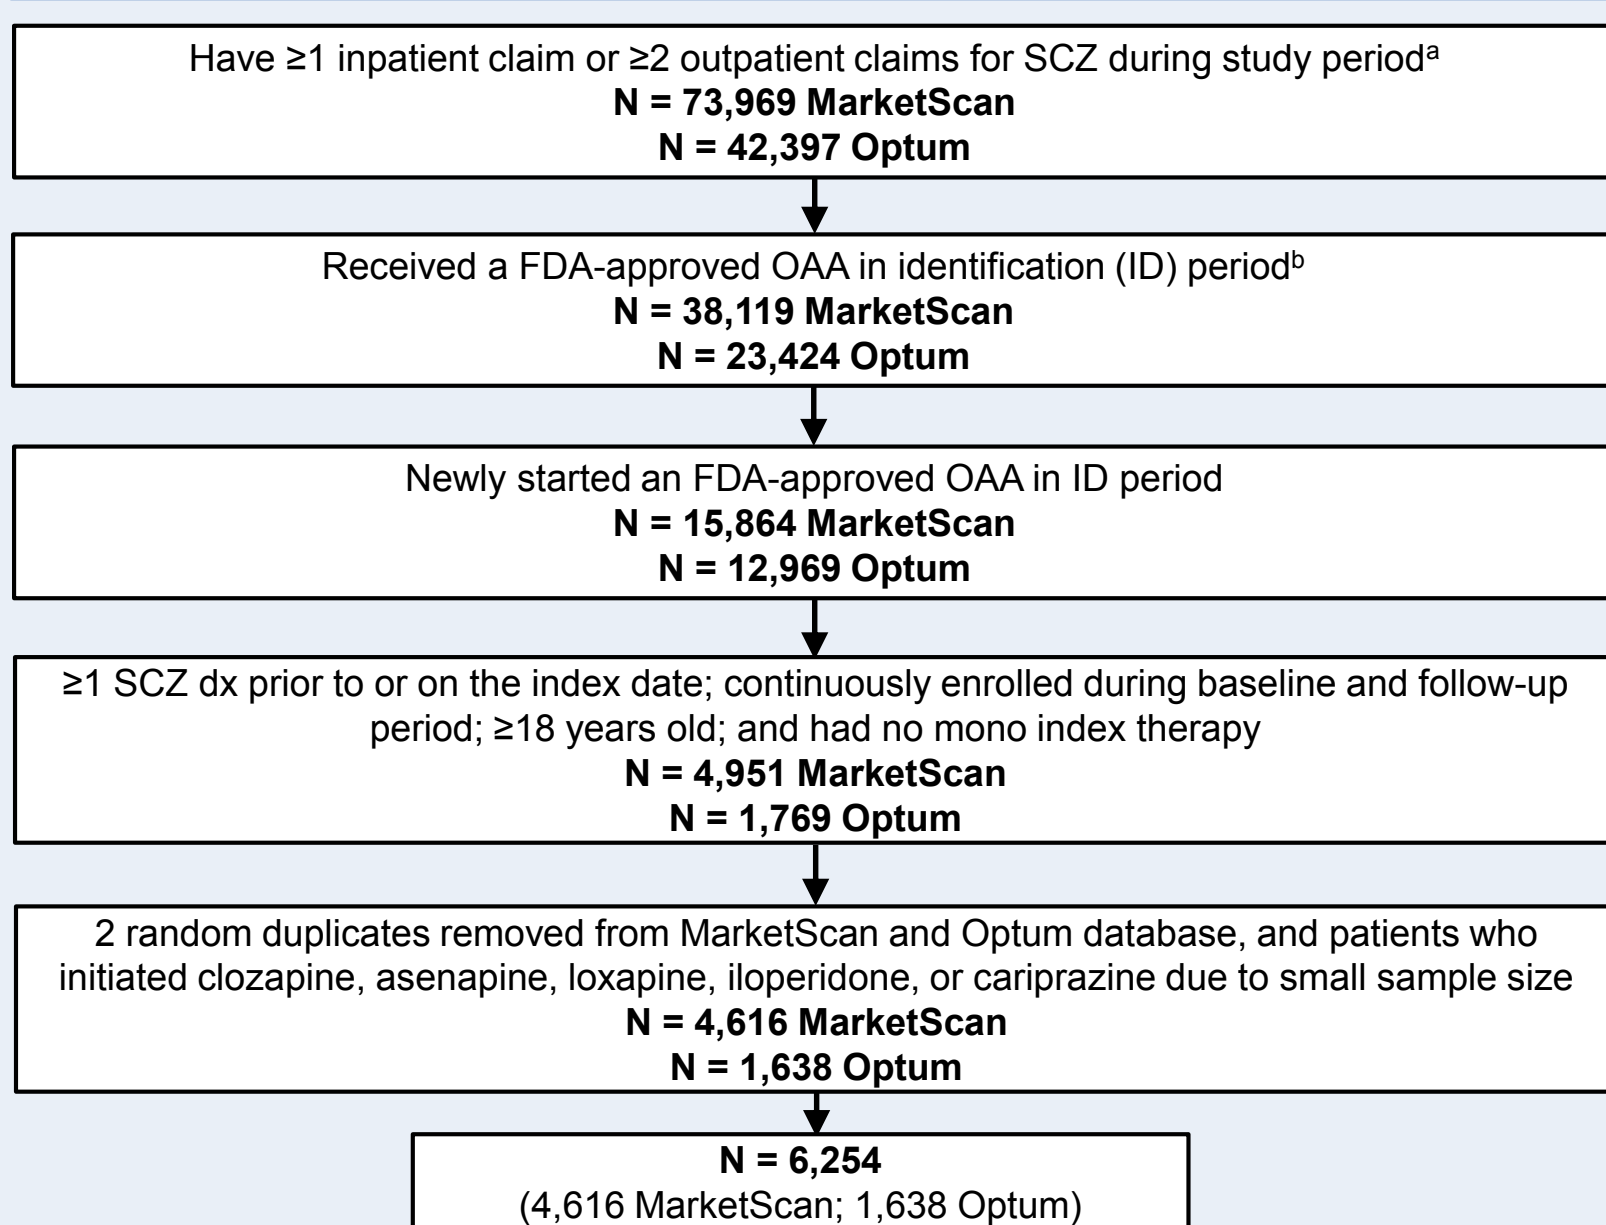 Have ≥1 inpatient claim or ≥2 outpatient claims for SCZ during study periodᵃ
N = 73,969 MarketScan
N = 42,397 Optum
Received a FDA-approved OAA in identification (ID) periodᵇ
N = 38,119 MarketScan
N = 23,424 Optum
Newly started an FDA-approved OAA in ID period
N = 15,864 MarketScan
N = 12,969 Optum
≥1 SCZ dx prior to or on the index date; continuously enrolled during baseline and follow-up
period; ≥18 years old; and had no mono index therapy
N = 4,951 MarketScan
N = 1,769 Optum
2 random duplicates removed from MarketScan and Optum database, and patients who
initiated clozapine, asenapine, loxapine, iloperidone, or cariprazine due to small sample size
N = 4,616 MarketScan
N = 1,638 Optum
N = 6,254
(4,616 MarketScan; 1,638 Optum)